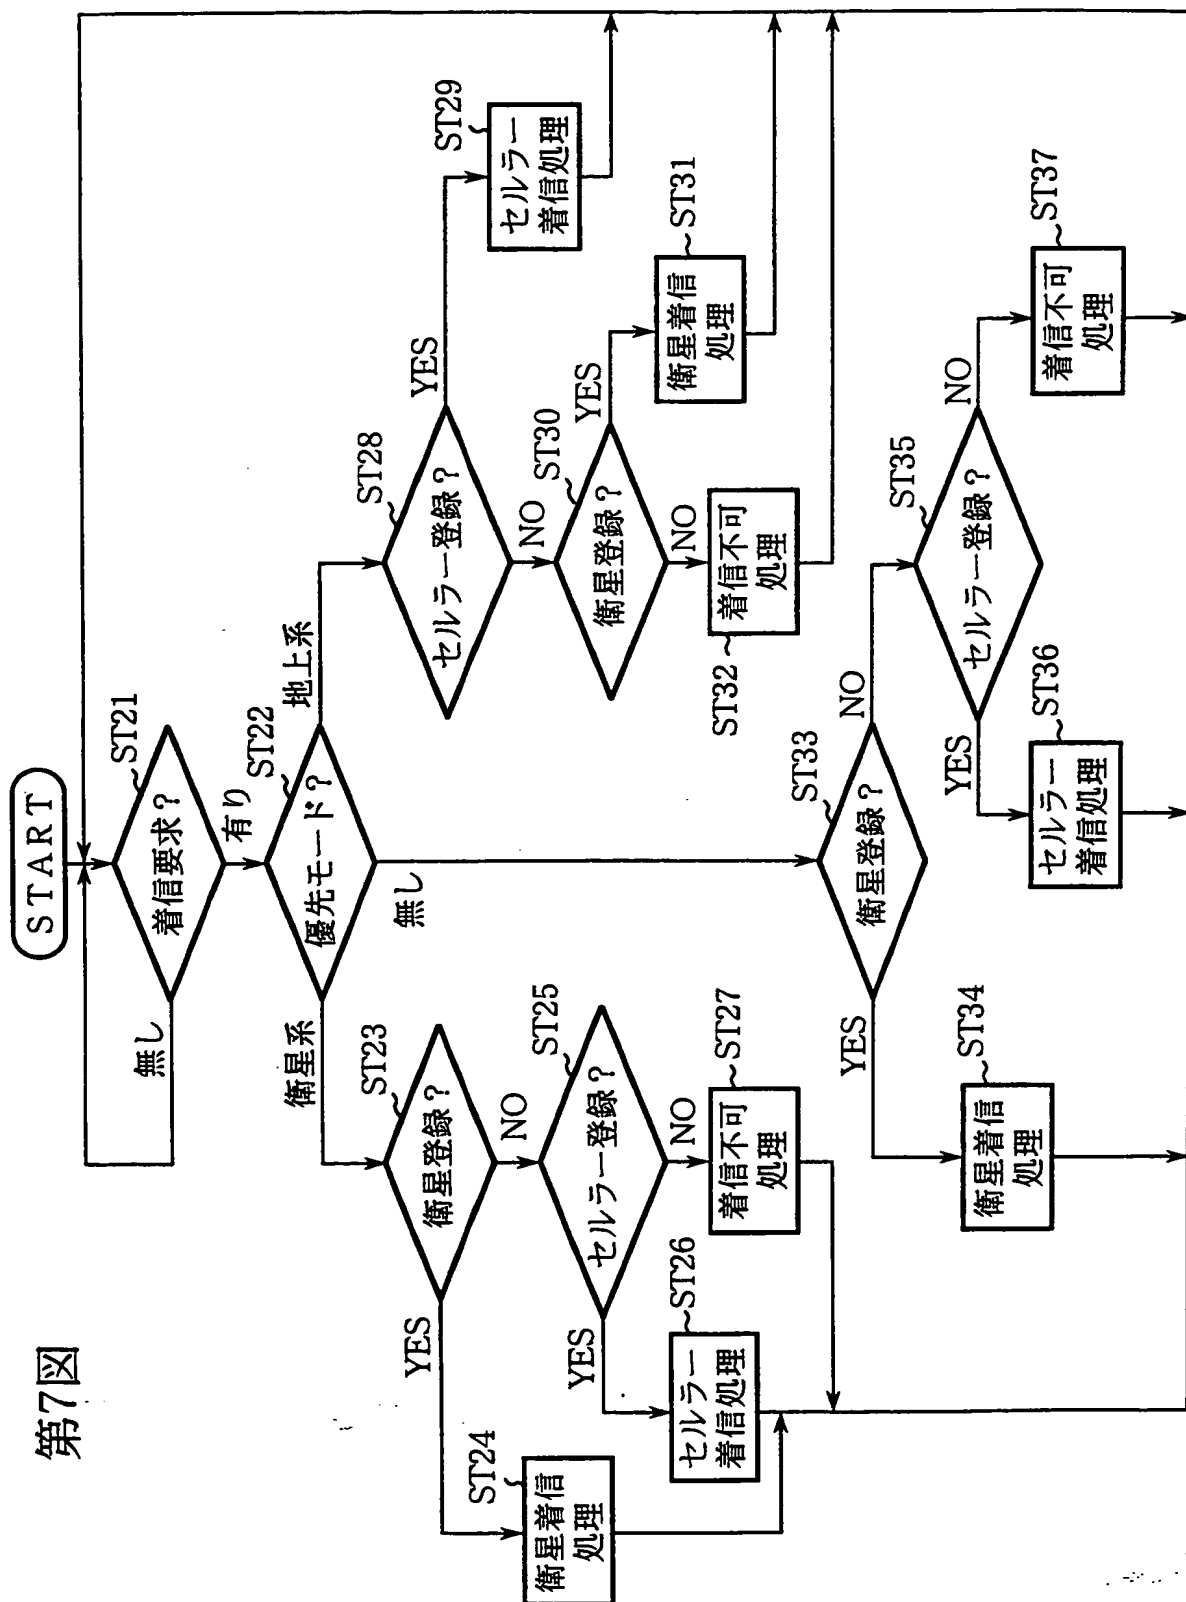 第7図
START
着信要求？
ST21
無し
有り
優先モード？
ST22
衛星系
地上系
無し
衛星登録？
ST23
YES
NO
衛星着信
処理
ST24
セルラー登録？
ST25
YES
NO
セルラー
着信処理
ST26
着信不可
処理
ST27
セルラー登録？
ST28
YES
NO
セルラー
着信処理
ST29
衛星登録？
ST30
YES
NO
衛星着信
処理
ST31
着信不可
処理
ST32
衛星登録？
ST33
YES
NO
衛星着信
処理
ST34
セルラー登録？
ST35
YES
NO
セルラー
着信処理
ST36
着信不可
処理
ST37